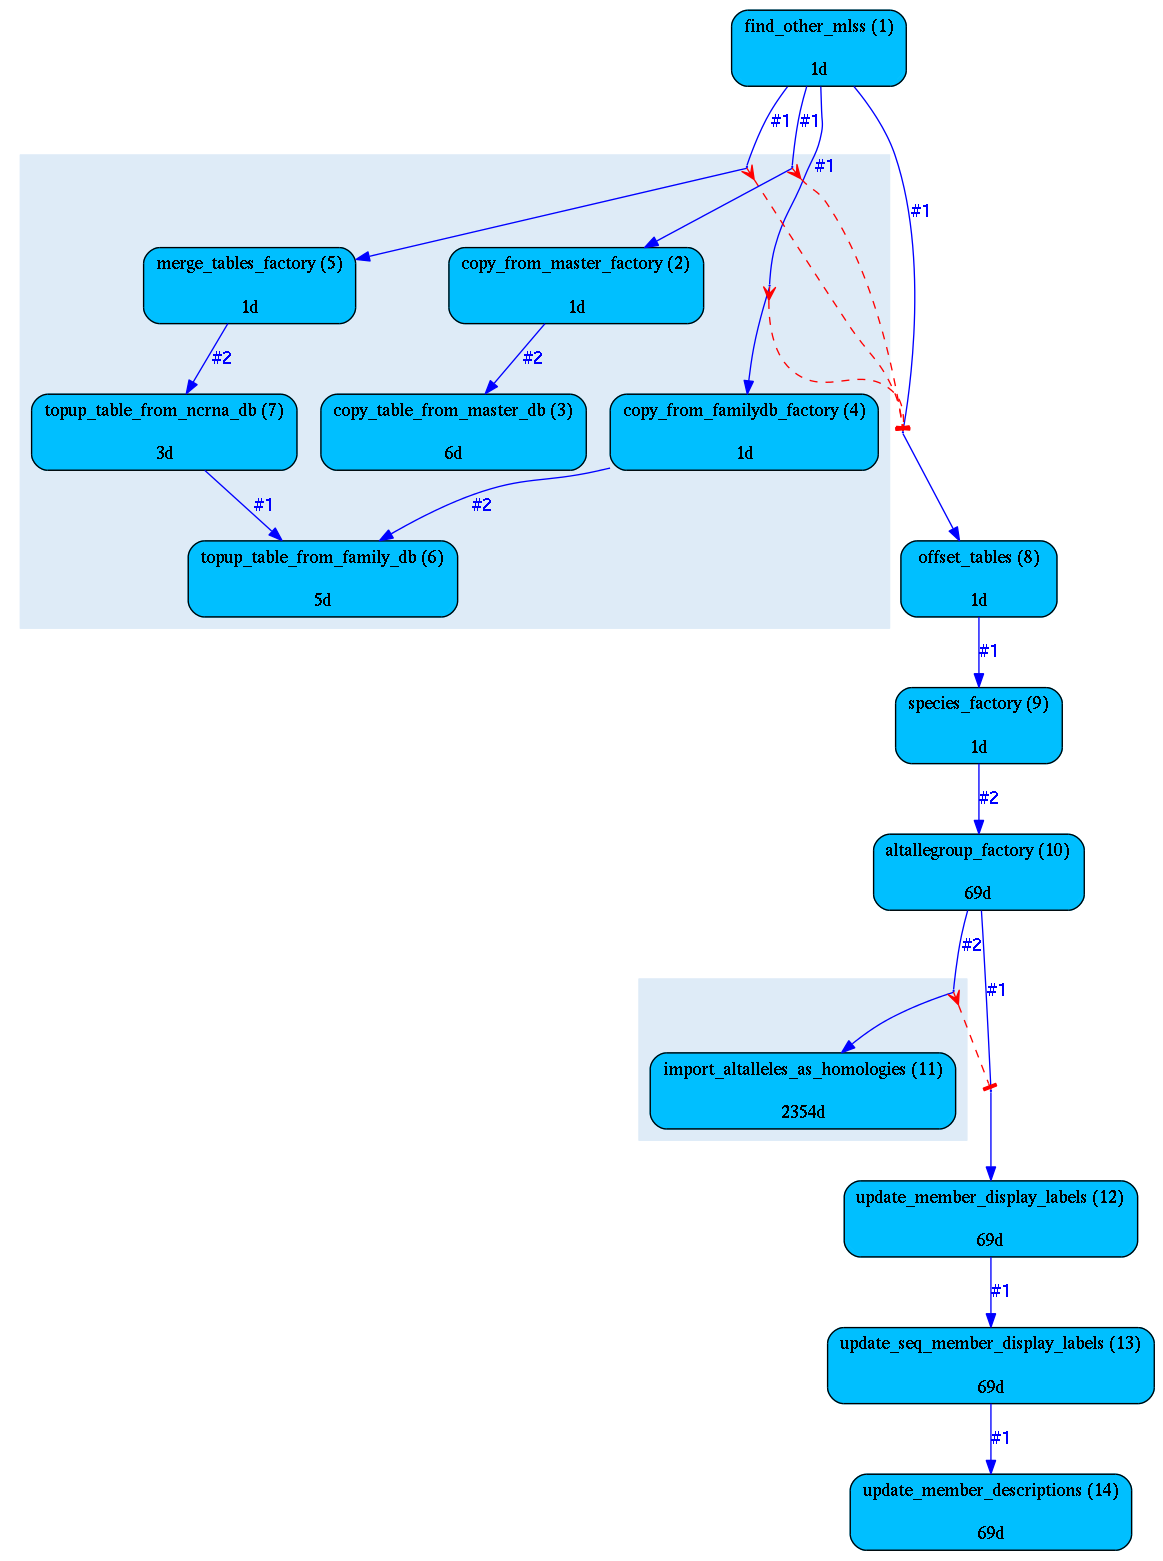 find_other_mlss (1)
1d
#1
#1
#1
#1
merge_tables_factory (5)
1d
copy_from_master_factory (2)
1d
#2
#2
topup_table_from_ncrna_db (7)
3d
copy_table_from_master_db (3)
6d
copy_from_familydb_factory (4)
1d
#1
#2
topup_table_from_family_db (6)
5d
offset_tables (8)
1d
#1
species_factory (9)
1d
#2
altallegroup_factory (10)
69d
#2
#1
import_altalleles_as_homologies (11)
2354d
update_member_display_labels (12)
69d
#1
update_seq_member_display_labels (13)
69d
#1
update_member_descriptions (14)
69d